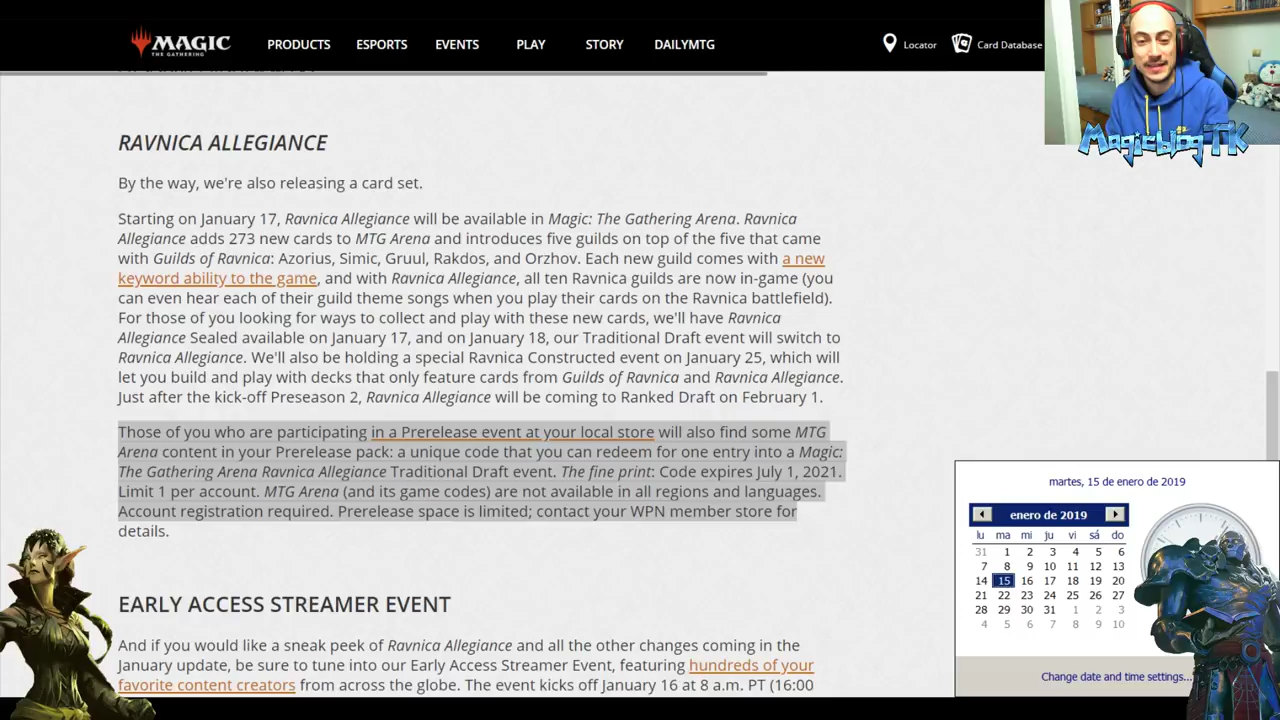 MAGIC
THE GATHERING
PRODUCTS
ESPORTS
EVENTS
PLAY
STORY
DAILYMTG
Locator
Card Database
MagicblogTK
RAVNICA ALLEGIANCE
By the way, we're also releasing a card set.
Starting on January 17, Ravnica Allegiance will be available in Magic: The Gathering Arena. Ravnica
Allegiance adds 273 new cards to MTG Arena and introduces five guilds on top of the five that came
with Guilds of Ravnica: Azorius, Simic, Gruul, Rakdos, and Orzhov. Each new guild comes with a new
keyword ability to the game, and with Ravnica Allegiance, all ten Ravnica guilds are now in-game (you
can even hear each of their guild theme songs when you play their cards on the Ravnica battlefield).
For those of you looking for ways to collect and play with these new cards, we'll have Ravnica
Allegiance Sealed available on January 17, and on January 18, our Traditional Draft event will switch to
Ravnica Allegiance. We'll also be holding a special Ravnica Constructed event on January 25, which will
let you build and play with decks that only feature cards from Guilds of Ravnica and Ravnica Allegiance.
Just after the kick-off Preseason 2, Ravnica Allegiance will be coming to Ranked Draft on February 1.
Those of you who are participating in a Prerelease event at your local store will also find some MTG
Arena content in your Prerelease pack: a unique code that you can redeem for one entry into a Magic:
The Gathering Arena Ravnica Allegiance Traditional Draft event. The fine print: Code expires July 1, 2021.
Limit 1 per account. MTG Arena (and its game codes) are not available in all regions and languages.
Account registration required. Prerelease space is limited; contact your WPN member store for
details.
EARLY ACCESS STREAMER EVENT
And if you would like a sneak peek of Ravnica Allegiance and all the other changes coming in the
January update, be sure to tune into our Early Access Streamer Event, featuring hundreds of your
favorite content creators from across the globe. The event kicks off January 16 at 8 a.m. PT (16:00
martes, 15 de enero de 2019
enero de 2019
lu ma mi ju vi sá do
31 1 2 3 4 5 6
7 8 9 10 11 12 13
14 15 16 17 18 19 20
21 22 23 24 25 26 27
28 29 30 31 1 2 3
4 5 6 7 8 9 10
Change date and time settings...